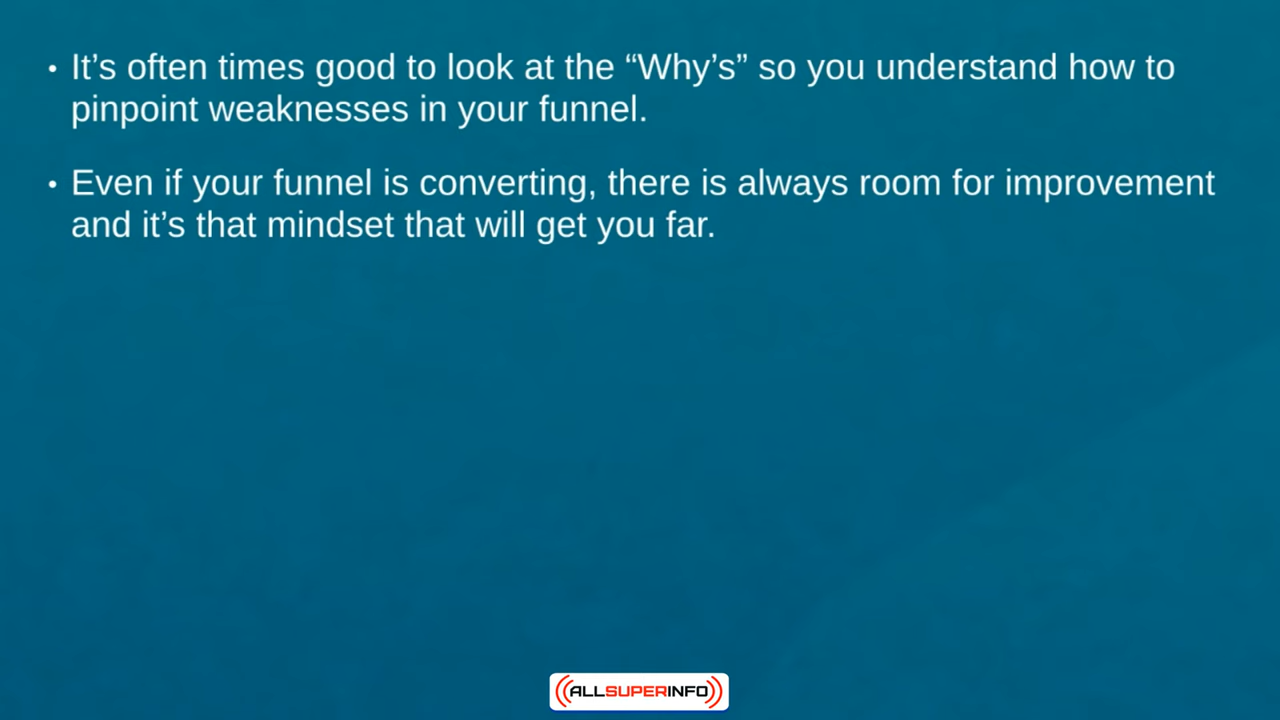 • It’s often times good to look at the “Why’s” so you understand how to
pinpoint weaknesses in your funnel.
• Even if your funnel is converting, there is always room for improvement
and it’s that mindset that will get you far.
ALLSUPERINFO